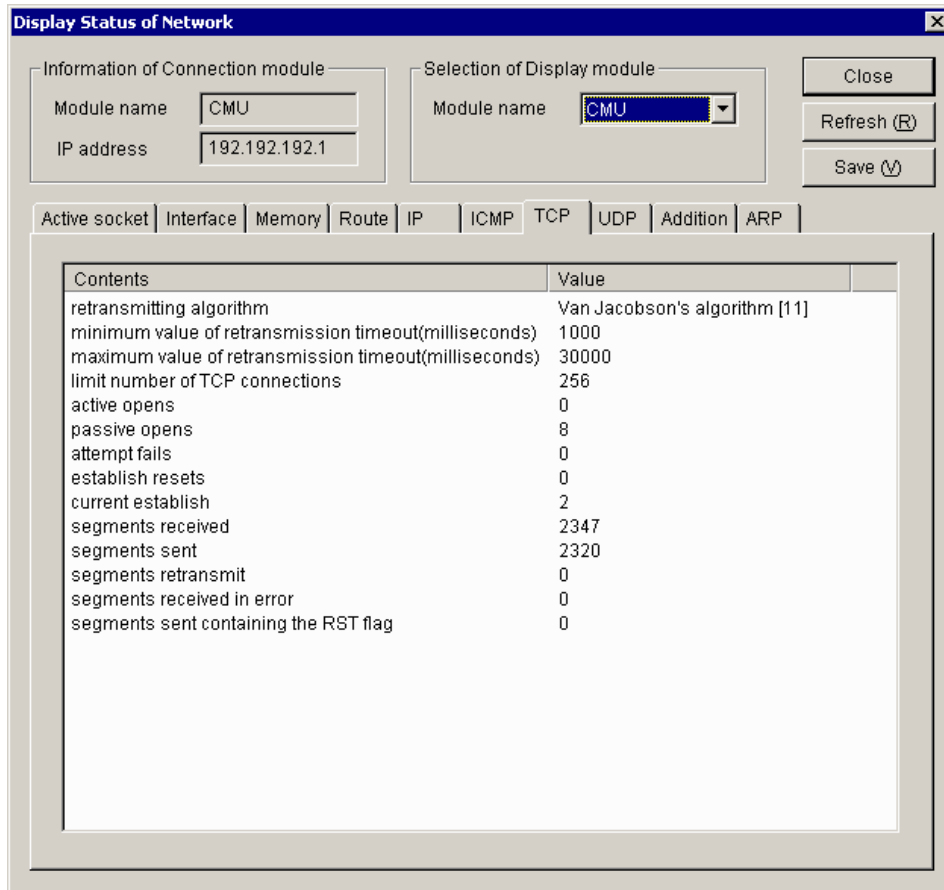 Display Status of Network
Information of Connection module
Module name CMU
IP address 192.192.192.1
Selection of Display module
Module name CMU
Close
Refresh (R)
Save (V)
Active socket Interface Memory Route IP ICMP TCP UDP Addition ARP
Contents Value
retransmitting algorithm Van Jacobson's algorithm [11]
minimum value of retransmission timeout(milliseconds) 1000
maximum value of retransmission timeout(milliseconds) 30000
limit number of TCP connections 256
active opens 0
passive opens 8
attempt fails 0
establish resets 0
current establish 2
segments received 2347
segments sent 2320
segments retransmit 0
segments received in error 0
segments sent containing the RST flag 0